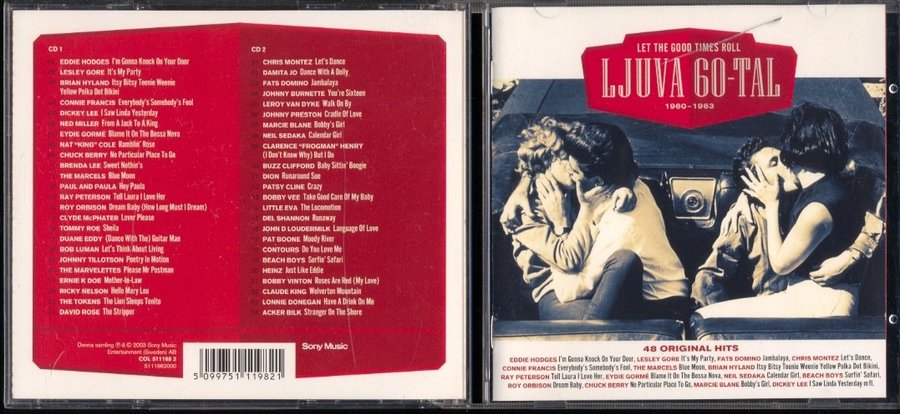 CD 1
EDDIE HODGES I'm Gonna Knock On Your Door
LESLEY GORE It's My Party
BRIAN HYLAND Itsy Bitsy Teenie Weenie
Yellow Polka Dot Bikini
CONNIE FRANCIS Everybody's Somebody's Fool
DICKEY LEE I Saw Linda Yesterday
NED MILLER From A Jack To A King
EYDIE GORMÉ Blame It On The Bossa Nova
NAT "KING" COLE Ramblin' Rose
CHUCK BERRY No Particular Place To Go
BRENDA LEE Sweet Nothin's
THE MARCELS Blue Moon
PAUL AND PAULA Hey Paula
RAY PETERSON Tell Laura I Love Her
ROY ORBISON Dream Baby (How Long Must I Dream)
CLYDE McPHATER Lover Please
TOMMY ROE Sheila
DUANE EDDY (Dance With The) Guitar Man
BOB LUMAN Let's Think About Living
JOHNNY TILLOTSON Poetry In Motion
THE MARVELETTES Please Mr Postman
ERNIE K DOE Mother-In-Law
RICKY NELSON Hello Mary Lou
THE TOKENS The Lion Sleeps Tonite
DAVID ROSE The Stripper
CD 2
CHRIS MONTEZ Let's Dance
DAMITA JO Dance With A Dolly
FATS DOMINO Jambalaya
JOHNNY BURNETTE You're Sixteen
LEROY VAN DYKE Walk On By
JOHNNY PRESTON Cradle Of Love
MARCIE BLANE Bobby's Girl
NEIL SEDAKA Calendar Girl
CLARENCE "FROGMAN" HENRY
(I Don't Know Why) But I Do
BUZZ CLIFFORD Baby Sittin' Boogie
DION Runaround Sue
PATSY CLINE Crazy
BOBBY VEE Take Good Care Of My Baby
LITTLE EVA The Locomotion
DEL SHANNON Runaway
JOHN D LOUDERMILK Language Of Love
PAT BOONE Moody River
CONTOURS Do You Love Me
BEACH BOYS Surfin' Safari
HEINZ Just Like Eddie
BOBBY VINTON Roses Are Red (My Love)
CLAUDE KING Wolverton Mountain
LONNIE DONEGAN Have A Drink On Me
ACKER BILK Stranger On The Shore
Denna samling ℗ & © 2003 Sony Music
Entertainment (Sweden) AB
COL 511198 2
5111982000
5 099751 119821
Sony Music
LET THE GOOD TIMES ROLL
LJUVA 60-TAL
1960-1963
48 ORIGINAL HITS
EDDIE HODGES I'm Gonna Knock On Your Door, LESLEY GORE It's My Party, FATS DOMINO Jambalaya, CHRIS MONTEZ Let's Dance,
CONNIE FRANCIS Everybody's Somebody's Fool, THE MARCELS Blue Moon, BRIAN HYLAND Itsy Bitsy Teenie Weenie Yellow Polka Dot Bikini,
RAY PETERSON Tell Laura I Love Her, EYDIE GORMÉ Blame It On The Bossa Nova, NEIL SEDAKA Calendar Girl, BEACH BOYS Surfin' Safari,
ROY ORBISON Dream Baby, CHUCK BERRY No Particular Place To Go, MARCIE BLANE Bobby's Girl, DICKEY LEE I Saw Linda Yesterday m fl.